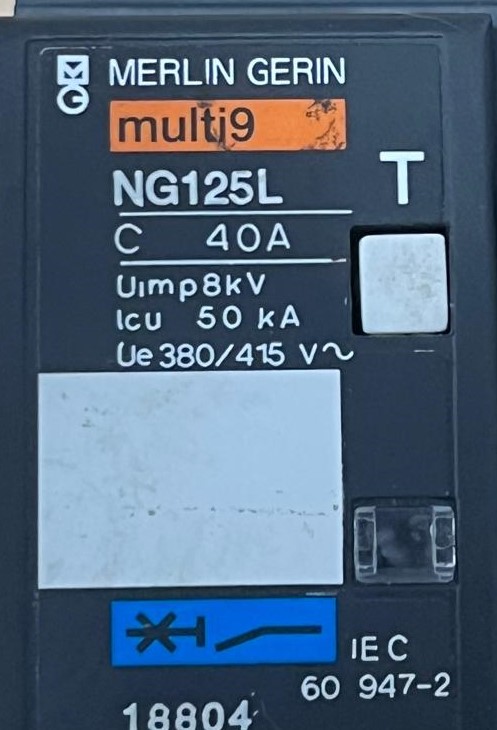 MERLIN GERIN
multi9
NG125L
T
C 40A
Uimp8kV
Icu 50 kA
Ue 380/415 V~
IEC
60 947-2
18804